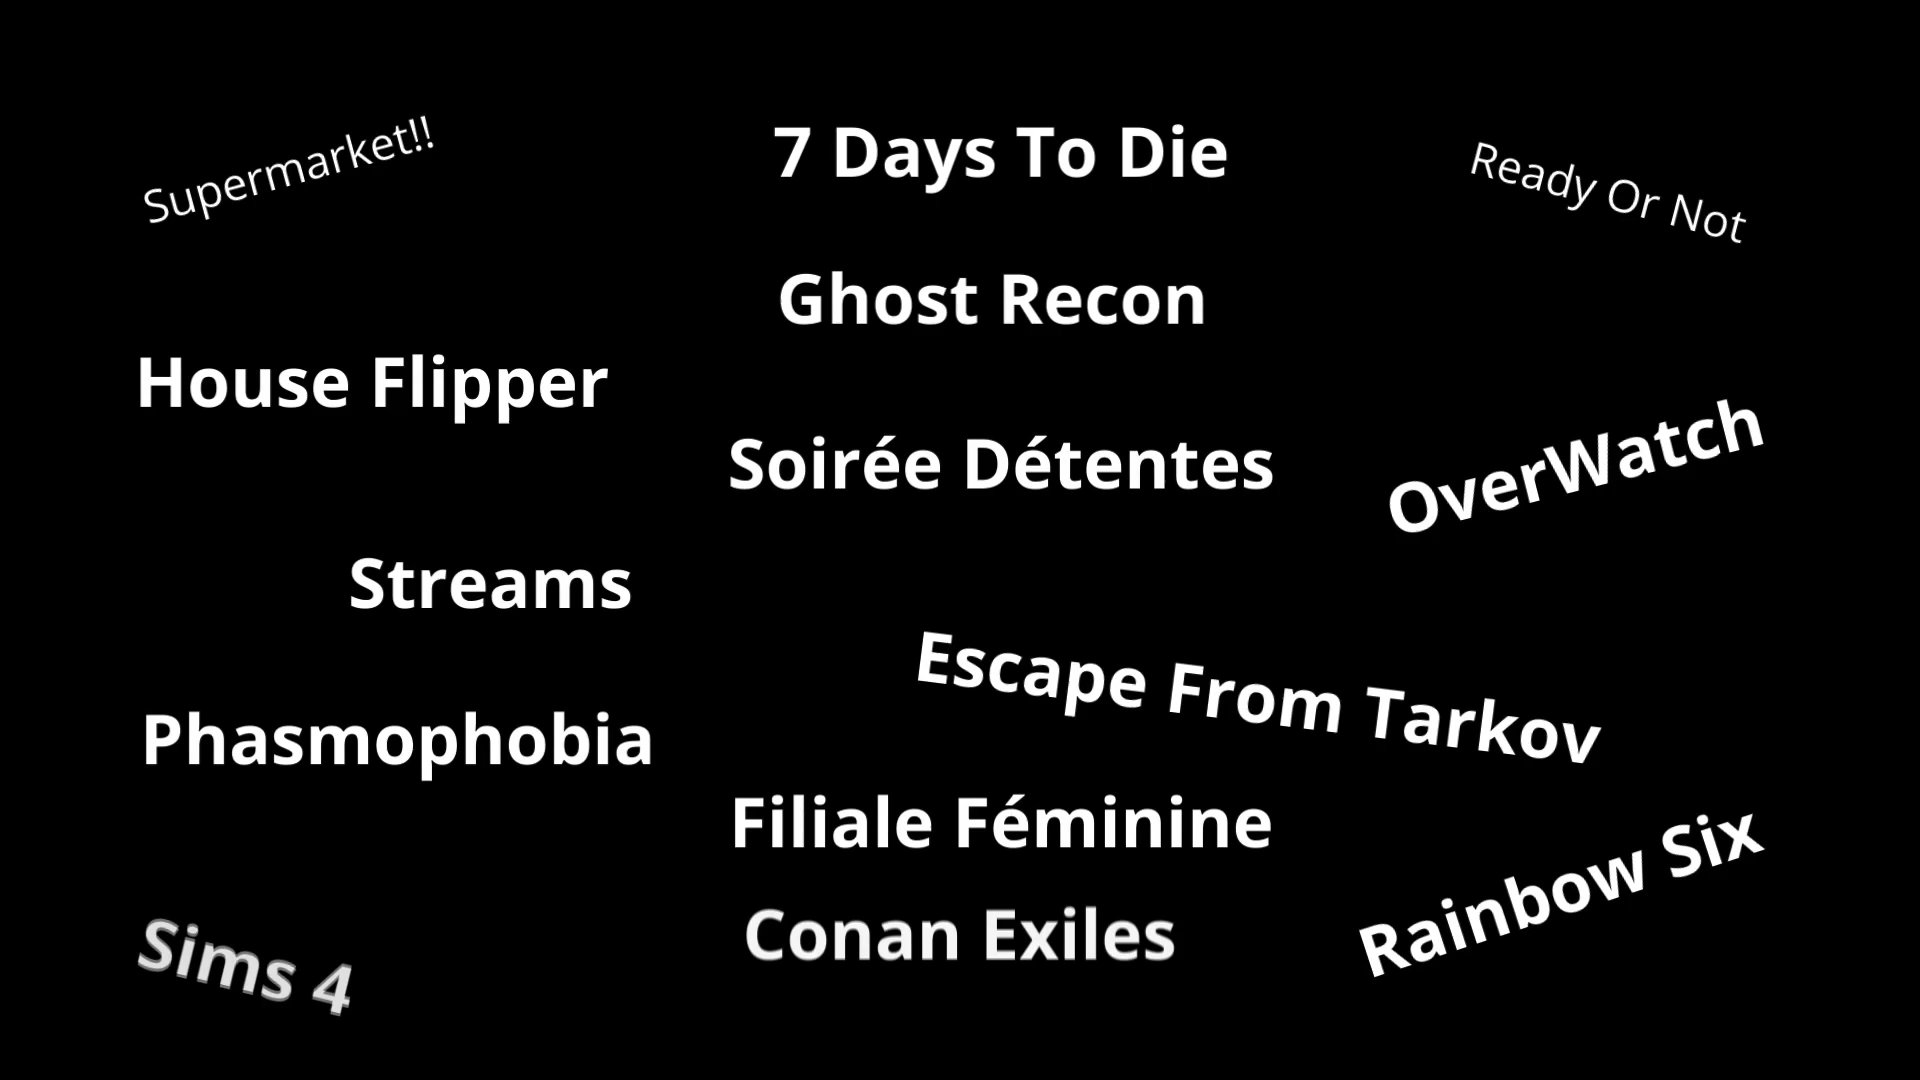 Supermarket!!
7 Days To Die
Ready Or Not
Ghost Recon
House Flipper
Soirée Détentes
OverWatch
Streams
Escape From Tarkov
Phasmophobia
Filiale Féminine
Rainbow Six
Conan Exiles
Sims 4